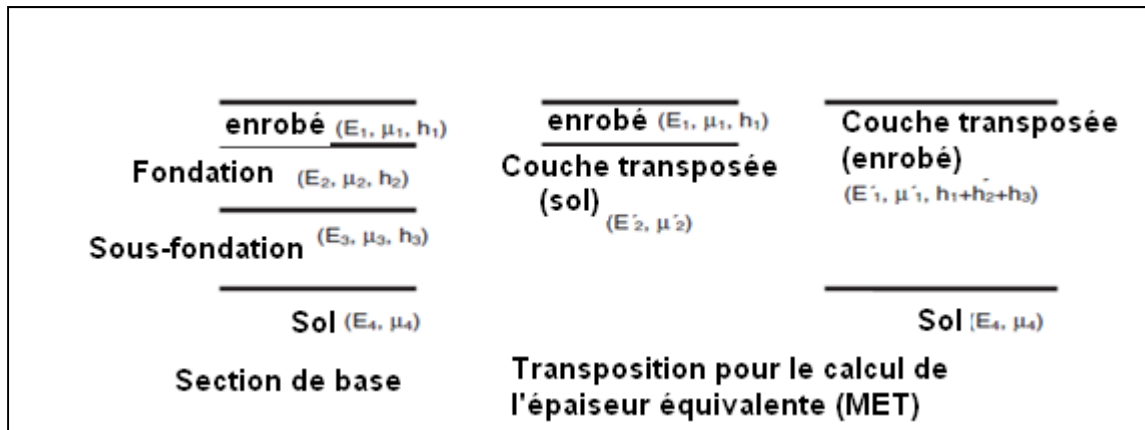 enrobé (E₁, μ₁, h₁)
Fondation (E₂, μ₂, h₂)
Sous-fondation (E₃, μ₃, h₃)
Sol (E₄, μ₄)
Section de base
enrobé (E₁, μ₁, h₁)
Couche transposée
(sol) (E´₂, μ´₂)
Couche transposée
(enrobé)
(E´₁, μ´₁, h₁+h₂+h₃)
Sol (E₄, μ₄)
Transposition pour le calcul de
l'épaiseur équivalente (MET)